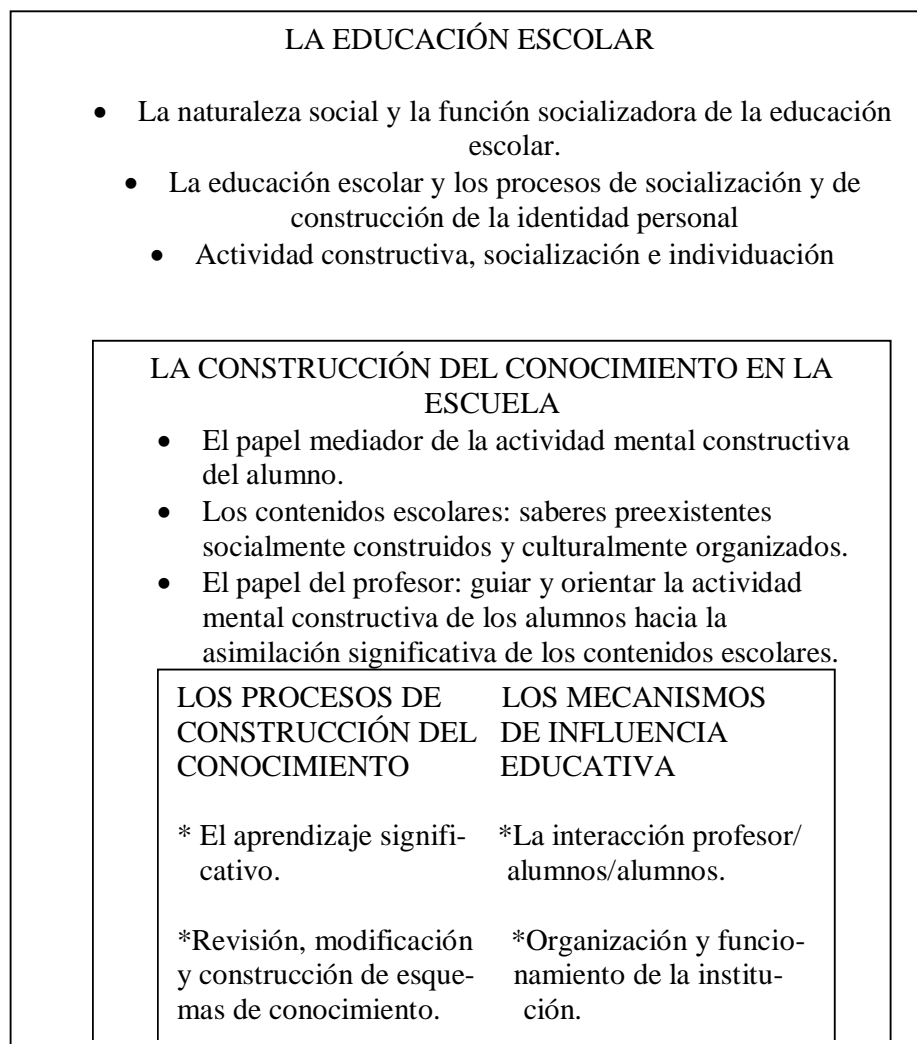 LA EDUCACIÓN ESCOLAR
• La naturaleza social y la función socializadora de la educación
escolar.
• La educación escolar y los procesos de socialización y de
construcción de la identidad personal
• Actividad constructiva, socialización e individuación
LA CONSTRUCCIÓN DEL CONOCIMIENTO EN LA
ESCUELA
• El papel mediador de la actividad mental constructiva
del alumno.
• Los contenidos escolares: saberes preexistentes
socialmente construidos y culturalmente organizados.
• El papel del profesor: guiar y orientar la actividad
mental constructiva de los alumnos hacia la
asimilación significativa de los contenidos escolares.
LOS PROCESOS DE
CONSTRUCCIÓN DEL
CONOCIMIENTO
* El aprendizaje signifi-
cativo.
*Revisión, modificación
y construcción de esque-
mas de conocimiento.
LOS MECANISMOS
DE INFLUENCIA
EDUCATIVA
*La interacción profesor/
alumnos/alumnos.
*Organización y funcio-
namiento de la institu-
ción.